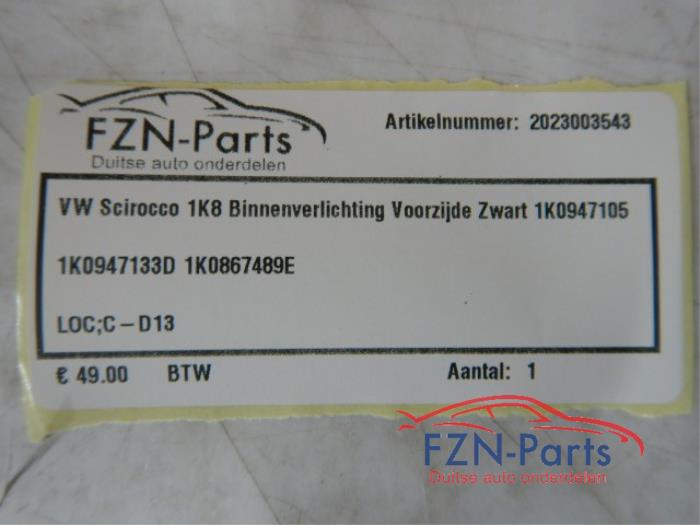 FZN-Parts
Duitse auto onderdelen
Artikelnummer: 2023003543
VW Scirocco 1K8 Binnenverlichting Voorzijde Zwart 1K0947105
1K0947133D 1K0867489E
LOC;C-D13
€ 49.00 BTW Aantal: 1
FZN-Parts
Duitse auto onderdelen